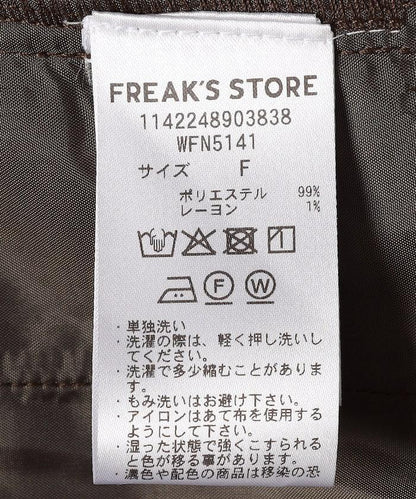 FREAK'S STORE
1142248903838
WFN5141
サイズ F
ポリエステル 99%
レーヨン 1%
F W
・単独洗い
・洗濯の際は、軽く押し洗いし
てください。
・洗濯で多少縮むことがありま
す。
・もみ洗いはお避け下さい。
・アイロンはあて布を使用する
ようにして下さい。
・湿った状態で強くこすられる
と色が移る事があります。
・濃色や配色の商品は移染の恐